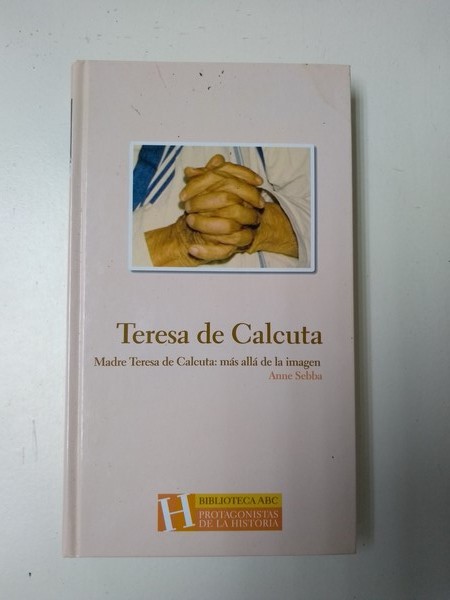 Teresa de Calcuta
Madre Teresa de Calcuta: más allá de la imagen
Anne Sebba
H
BIBLIOTECA ABC
PROTAGONISTAS
DE LA HISTORIA